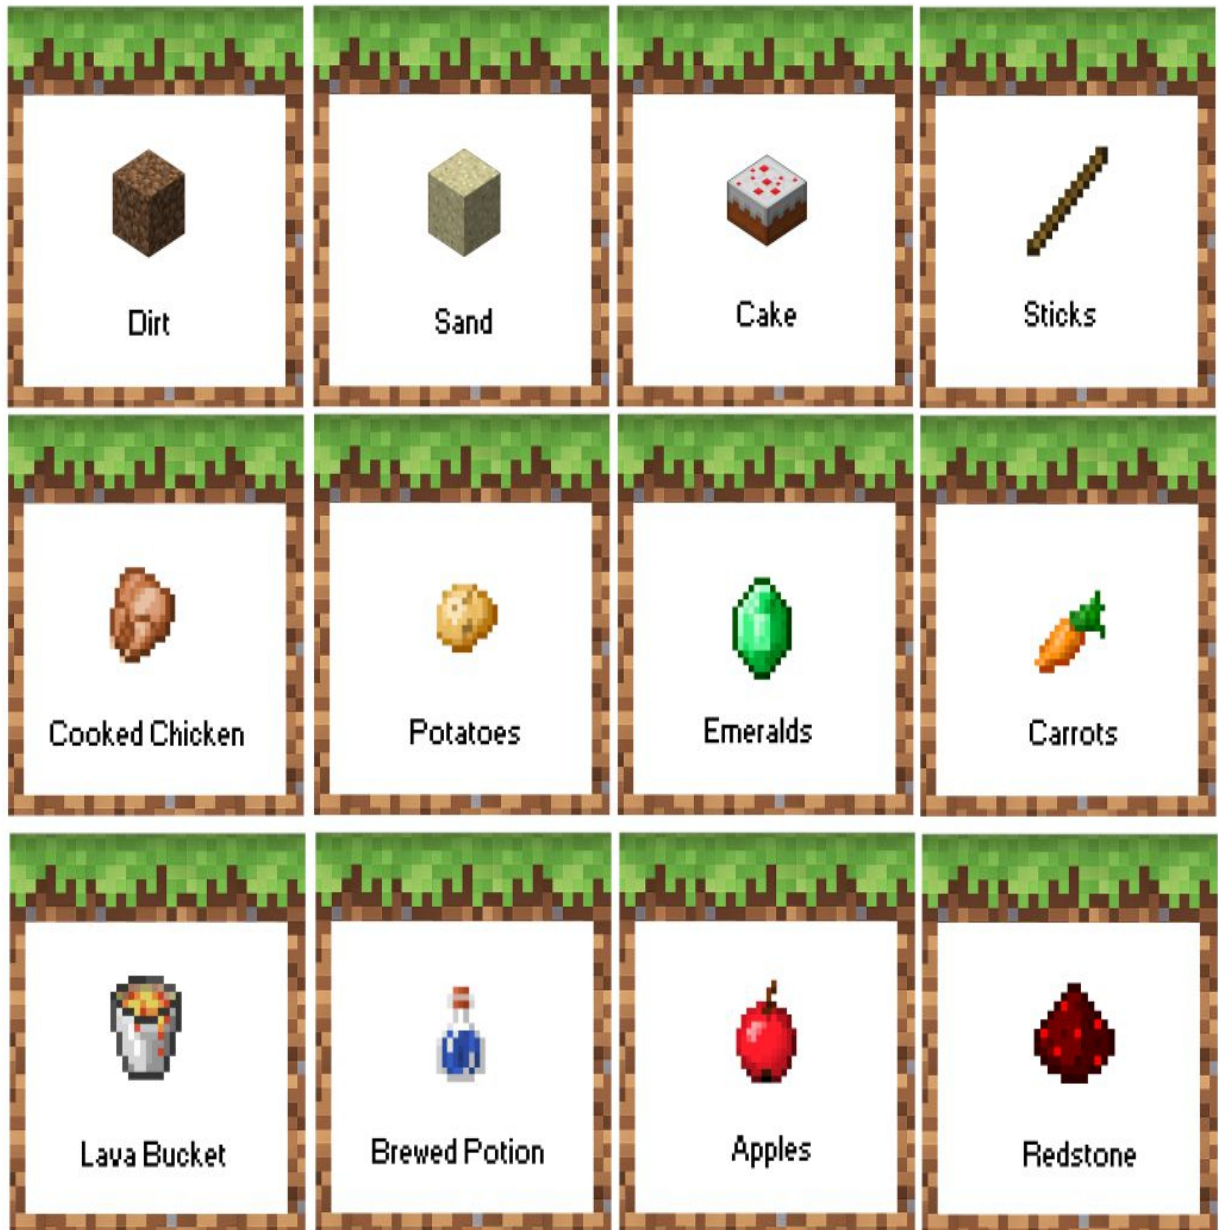 Dirt
Sand
Cake
Sticks
Cooked Chicken
Potatoes
Emeralds
Carrots
Lava Bucket
Brewed Potion
Apples
Redstone